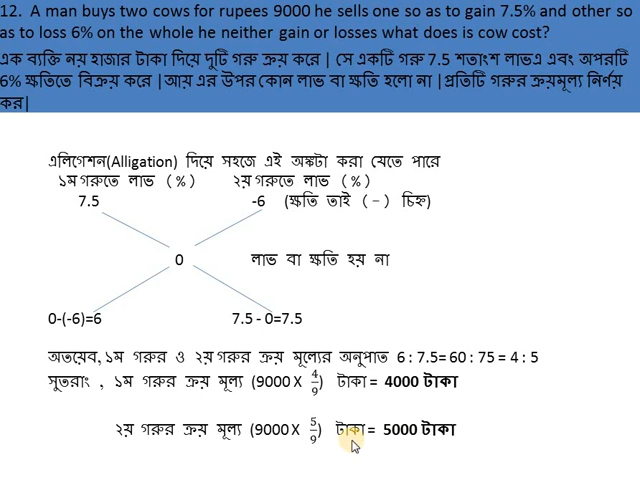 12. A man buys two cows for rupees 9000 he sells one so as to gain 7.5% and other so
as to loss 6% on the whole he neither gain or losses what does is cow cost?
এক ব্যক্তি নয় হাজার টাকা দিয়ে দুটি গরু ক্রয় করে | সে একটি গরু 7.5 শতাংশ লাভএ এবং অপরটি
6% ক্ষতিতে বিক্রয় করে |আয় এর উপর কোন লাভ বা ক্ষতি হলো না |প্রতিটি গরুর ক্রয়মূল্য নির্ণয়
কর|
এলিগেশন(Alligation) দিয়ে সহজে এই অঙ্কটা করা যেতে পারে
১ম গরুতে লাভ (%) ২য় গরুতে লাভ (%)
7.5 -6 (ক্ষতি তাই (-) চিহ্ন)
0 লাভ বা ক্ষতি হয় না
0-(-6)=6 7.5 - 0=7.5
অতয়েব, ১ম গরুর ও ২য় গরুর ক্রয় মূল্যের অনুপাত 6 : 7.5= 60 : 75 = 4 : 5
সুতরাং , ১ম গরুর ক্রয় মূল্য (9000 X 4/9) টাকা = 4000 টাকা
২য় গরুর ক্রয় মূল্য (9000 X 5/9) টাকা = 5000 টাকা